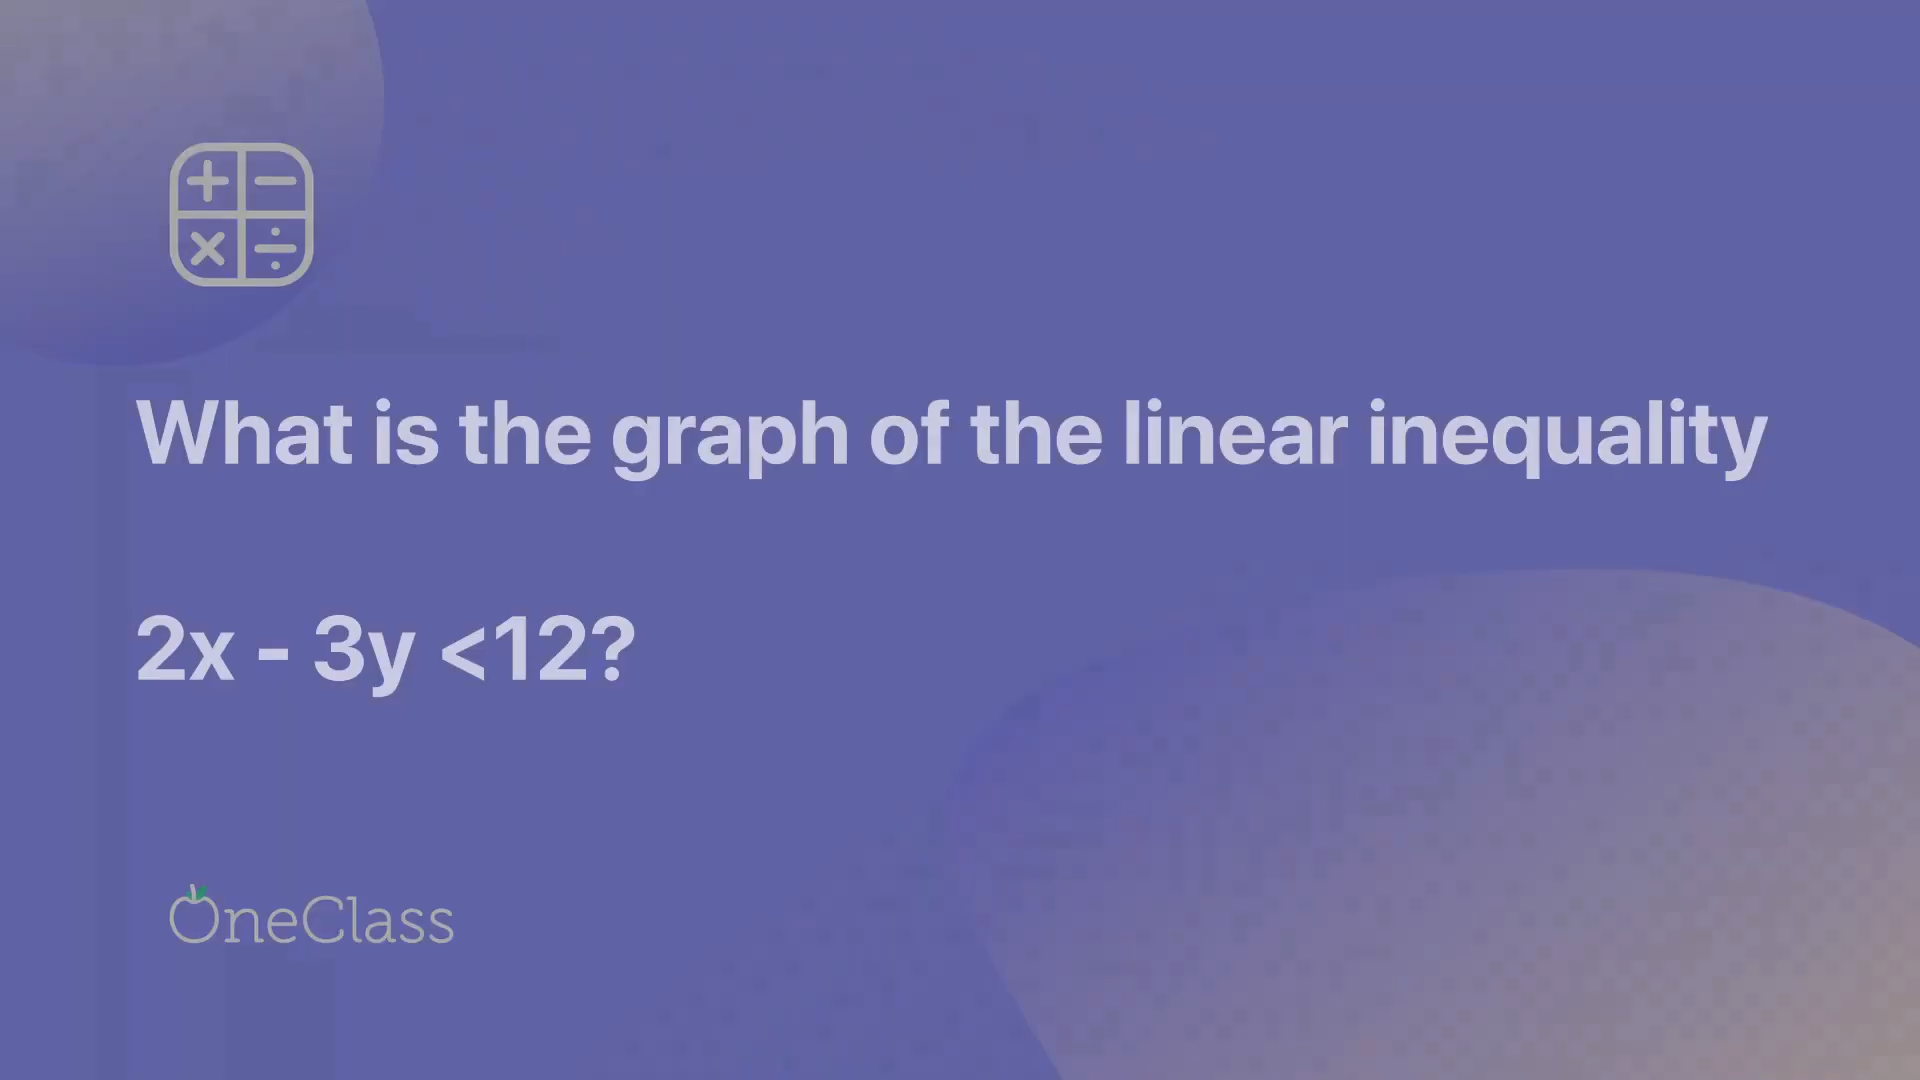 What is the graph of the linear inequality
2x - 3y <12?
OneClass